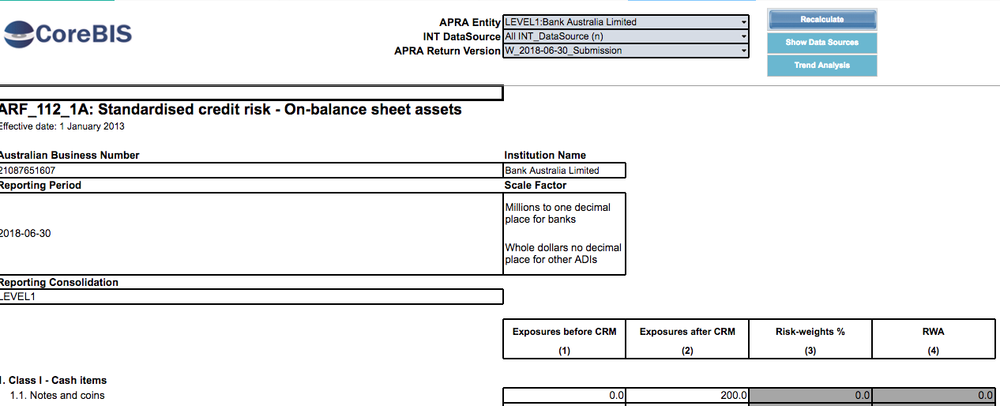 CoreBIS
APRA Entity LEVEL1:Bank Australia Limited
INT DataSource All INT_DataSource (n)
APRA Return Version W_2018-06-30_Submission
Recalculate
Show Data Sources
Trend Analysis
ARF_112_1A: Standardised credit risk - On-balance sheet assets
Effective date: 1 January 2013
Australian Business Number Institution Name
21087651607 Bank Australia Limited
Reporting Period Scale Factor
2018-06-30
Millions to one decimal
place for banks
Whole dollars no decimal
place for other ADIs
Reporting Consolidation
LEVEL1
Exposures before CRM Exposures after CRM Risk-weights % RWA
(1) (2) (3) (4)
1. Class I - Cash items
1.1. Notes and coins 0.0 200.0 0.0 0.0